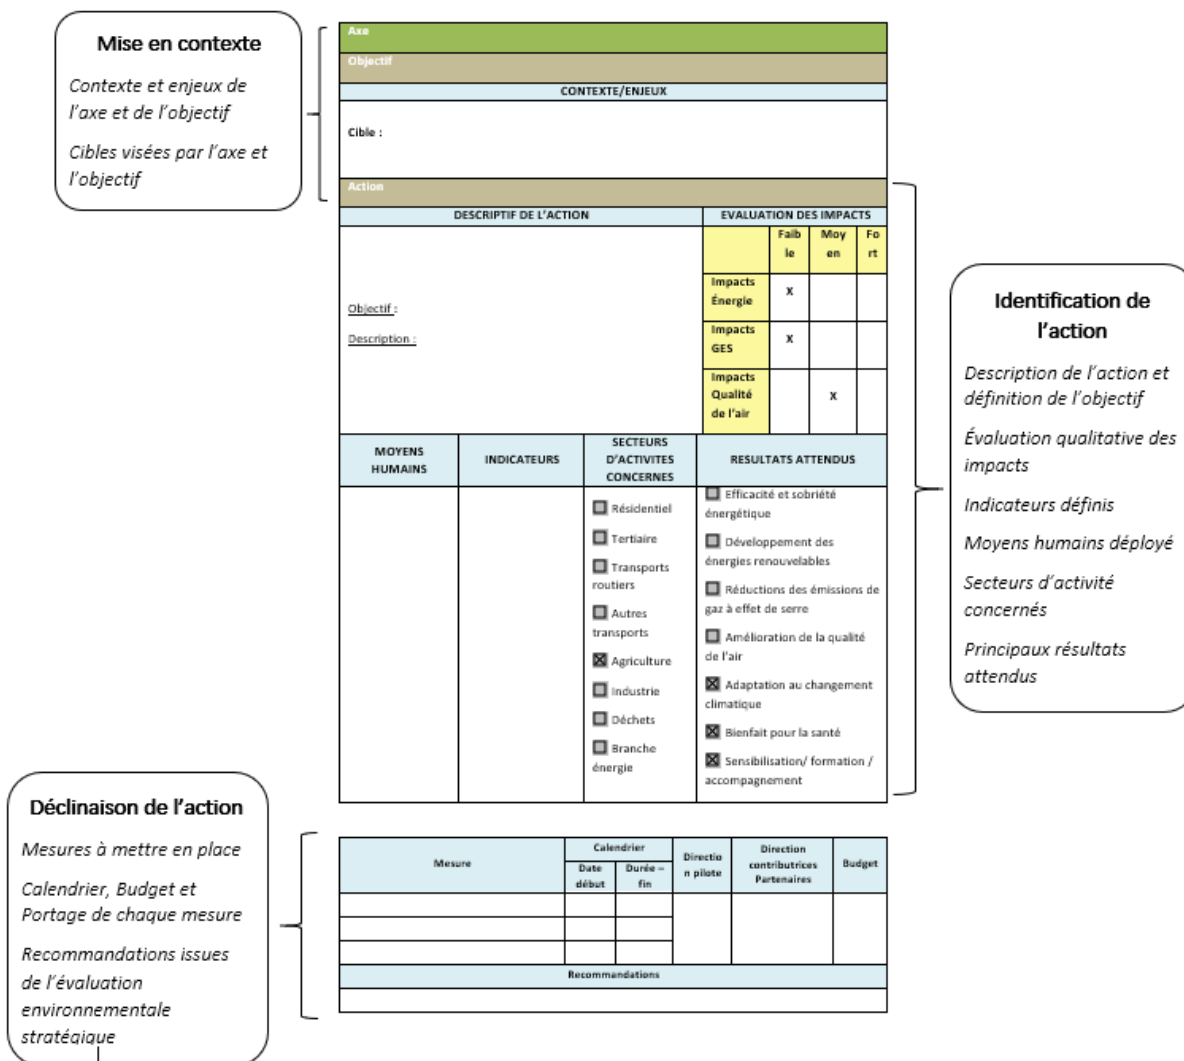 Mise en contexte
Contexte et enjeux de
l'axe et de l'objectif
Cibles visées par l'axe et
l'objectif
Axe
Objectif
CONTEXTE/ENJEUX
Cible :
Action
DESCRIPTIF DE L'ACTION
EVALUATION DES IMPACTS
Objectif :
Description :
Faib
le
Moy
en
Fo
rt
Impacts
Énergie
X
Impacts
GES
X
Impacts
Qualité
de l'air
X
MOYENS
HUMAINS
INDICATEURS
SECTEURS
D'ACTIVITES
CONCERNES
RESULTATS ATTENDUS
Résidentiel
Tertiaire
Transports
routiers
Autres
transports
Agriculture
Industrie
Déchets
Branche
énergie
Efficacité et sobriété
énergétique
Développement des
énergies renouvelables
Réductions des émissions de
gaz à effet de serre
Amélioration de la qualité
de l'air
Adaptation au changement
climatique
Bienfait pour la santé
Sensibilisation/ formation /
accompagnement
Identification de
l'action
Description de l'action et
définition de l'objectif
Évaluation qualitative des
impacts
Indicateurs définis
Moyens humains déployé
Secteurs d'activité
concernés
Principaux résultats
attendus
Déclinaison de l'action
Mesures à mettre en place
Calendrier, Budget et
Portage de chaque mesure
Recommandations issues
de l'évaluation
environnementale
stratégique
Mesure
Calendrier
Date
début
Durée –
fin
Directio
n pilote
Direction
contributrices
Partenaires
Budget
Recommandations